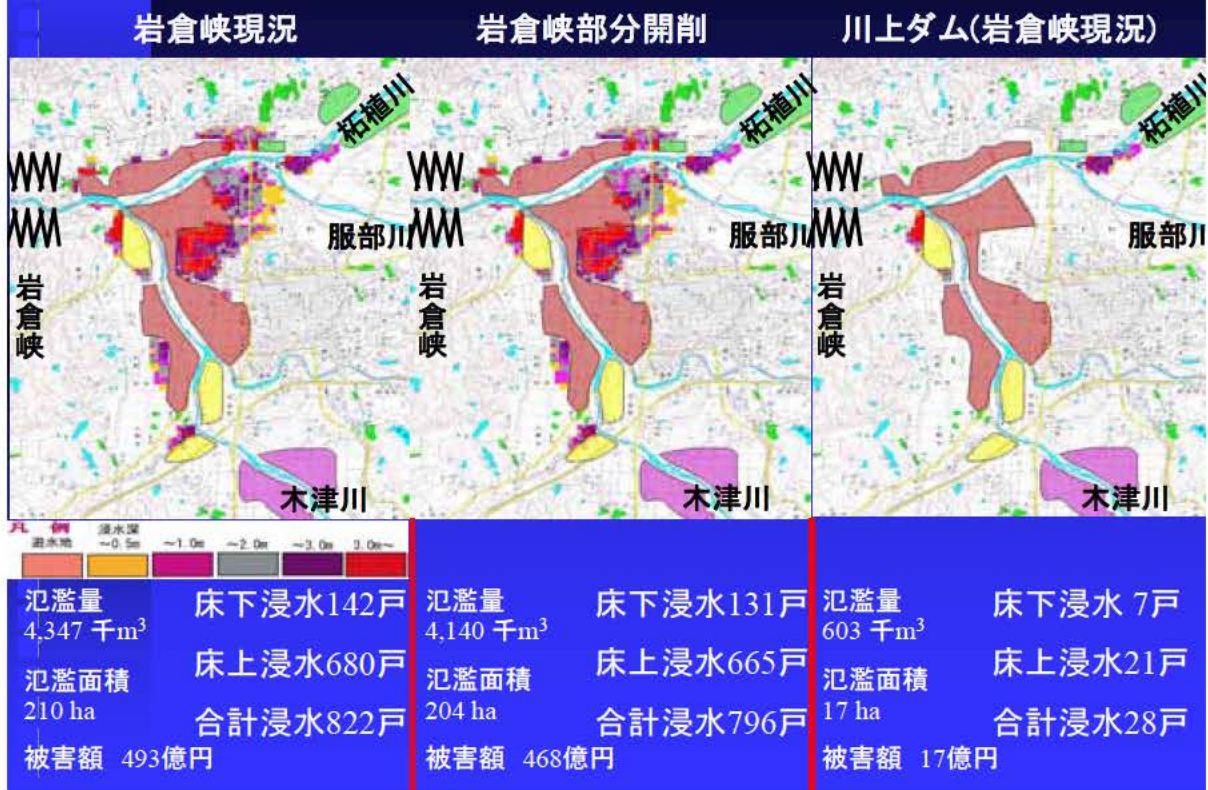 岩倉峡現況
岩倉峡部分開削
川上ダム(岩倉峡現況)
柘植川
服部川
岩倉峡
木津川
柘植川
服部川
岩倉峡
木津川
柘植川
服部川
岩倉峡
木津川
凡 例
遊水地
浸水深
~0.5m
~1.0m
~2.0m
~3.0m
3.0m~
氾濫量
4,347 千m³
氾濫面積
210 ha
床下浸水142戸
床上浸水680戸
合計浸水822戸
被害額 493億円
氾濫量
4,140 千m³
氾濫面積
204 ha
床下浸水131戸
床上浸水665戸
合計浸水796戸
被害額 468億円
氾濫量
603 千m³
氾濫面積
17 ha
床下浸水 7戸
床上浸水21戸
合計浸水28戸
被害額 17億円